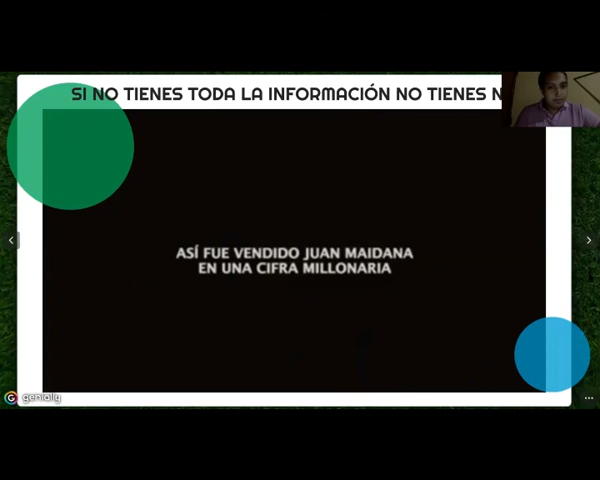 SI NO TIENES TODA LA INFORMACIÓN NO TIENES
ASÍ FUE VENDIDO JUAN MAIDANA
EN UNA CIFRA MILLONARIA
genially